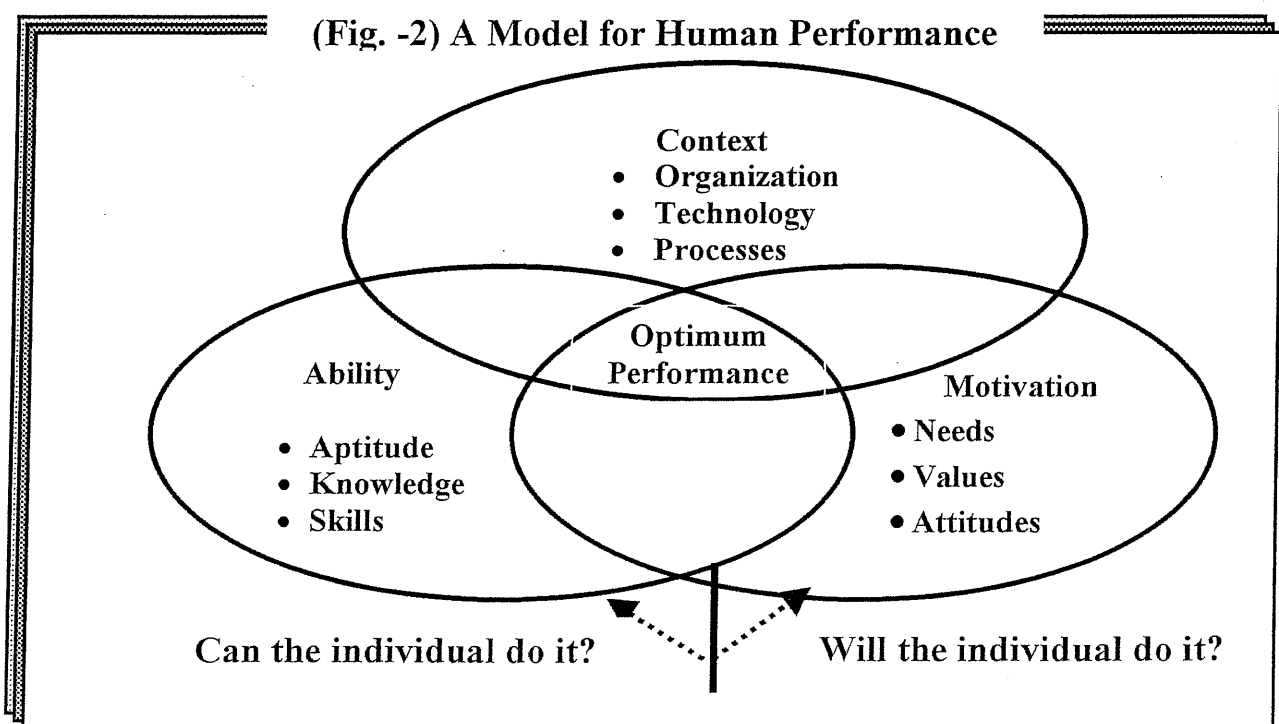 (Fig. -2) A Model for Human Performance
Context
• Organization
• Technology
• Processes
Optimum
Performance
Ability
• Aptitude
• Knowledge
• Skills
Motivation
• Needs
• Values
• Attitudes
Can the individual do it?
Will the individual do it?